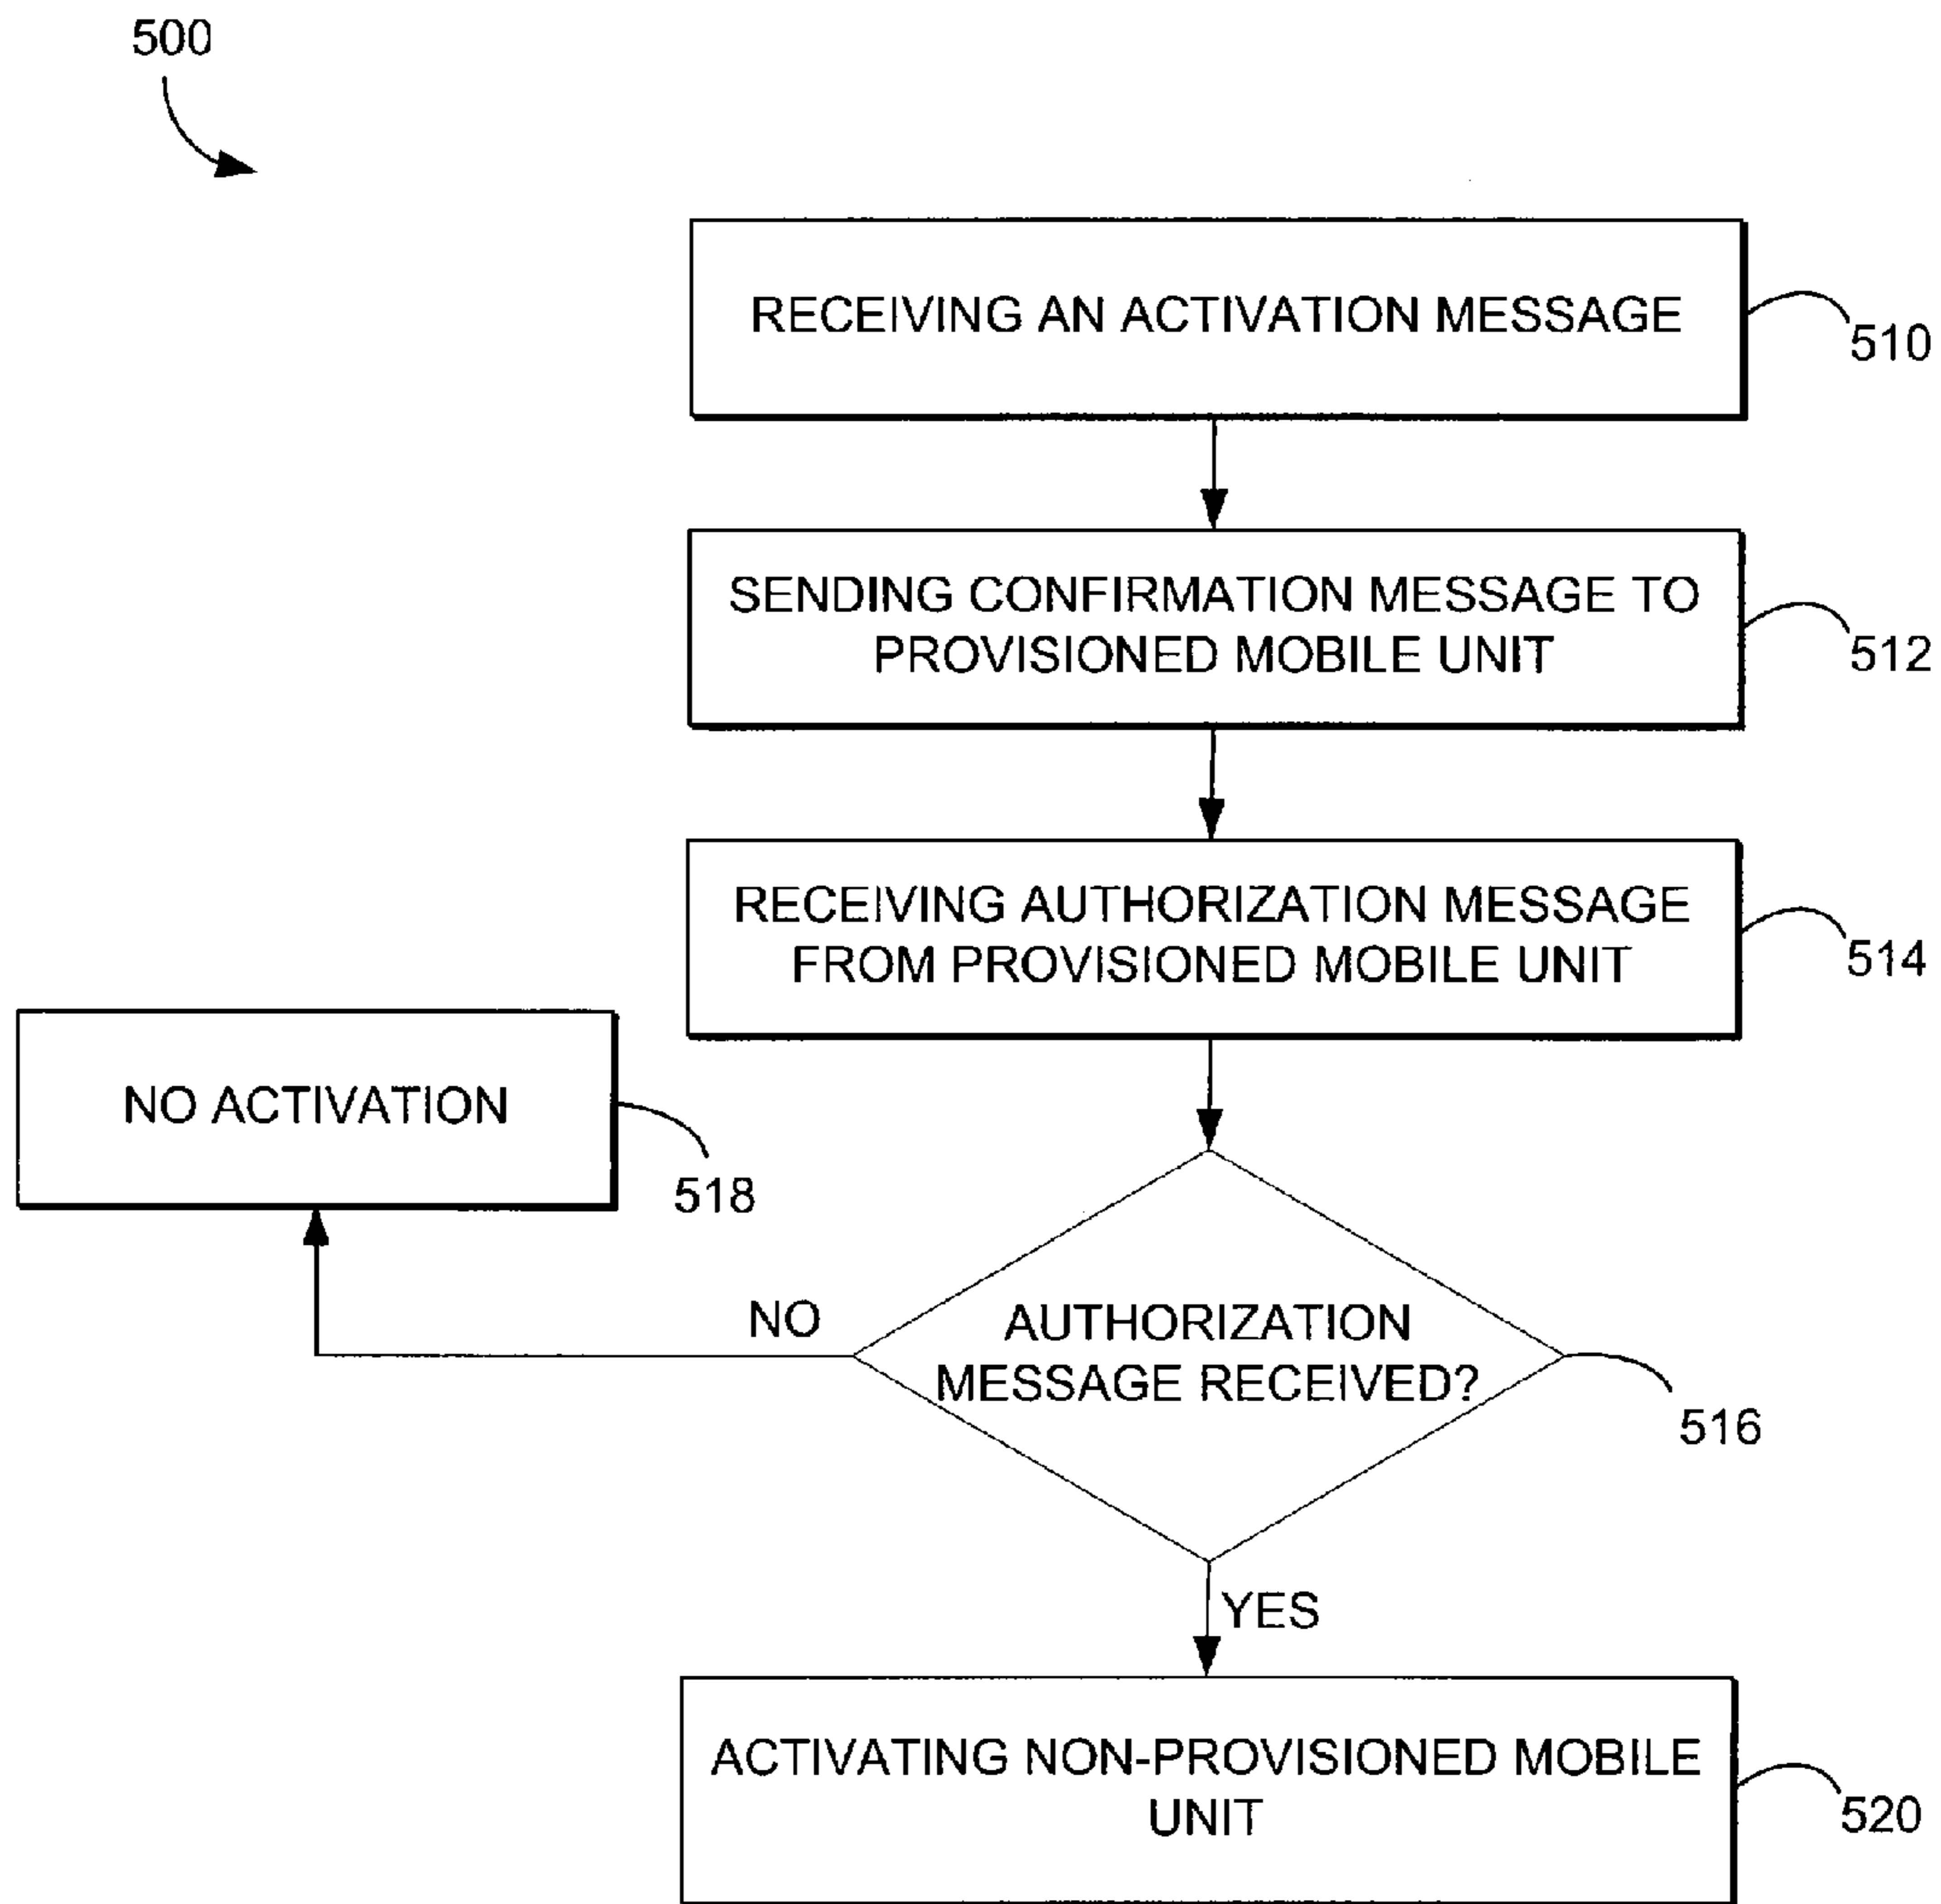 500
RECEIVING AN ACTIVATION MESSAGE
510
SENDING CONFIRMATION MESSAGE TO
PROVISIONED MOBILE UNIT
512
RECEIVING AUTHORIZATION MESSAGE
FROM PROVISIONED MOBILE UNIT
514
NO ACTIVATION
518
NO
AUTHORIZATION
MESSAGE RECEIVED?
516
YES
ACTIVATING NON-PROVISIONED MOBILE
UNIT
520